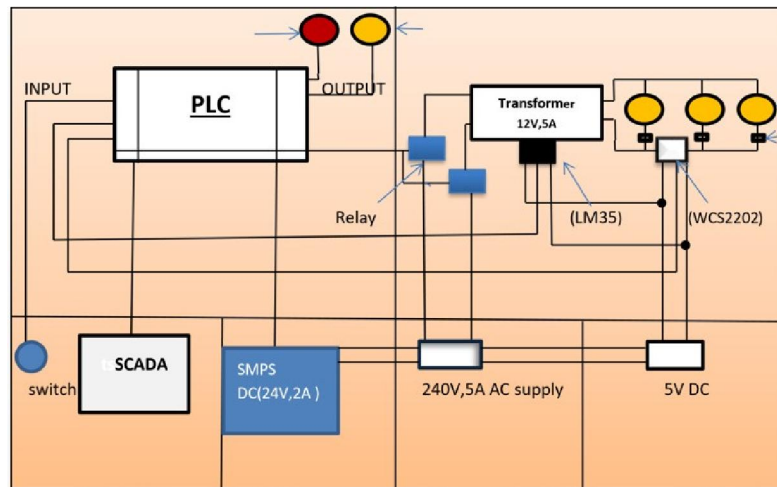 INPUT
PLC
OUTPUT
Transformer
12V,5A
Relay
(LM35)
(WCS2202)
switch
SCADA
SMPS
DC(24V,2A )
240V,5A AC supply
5V DC